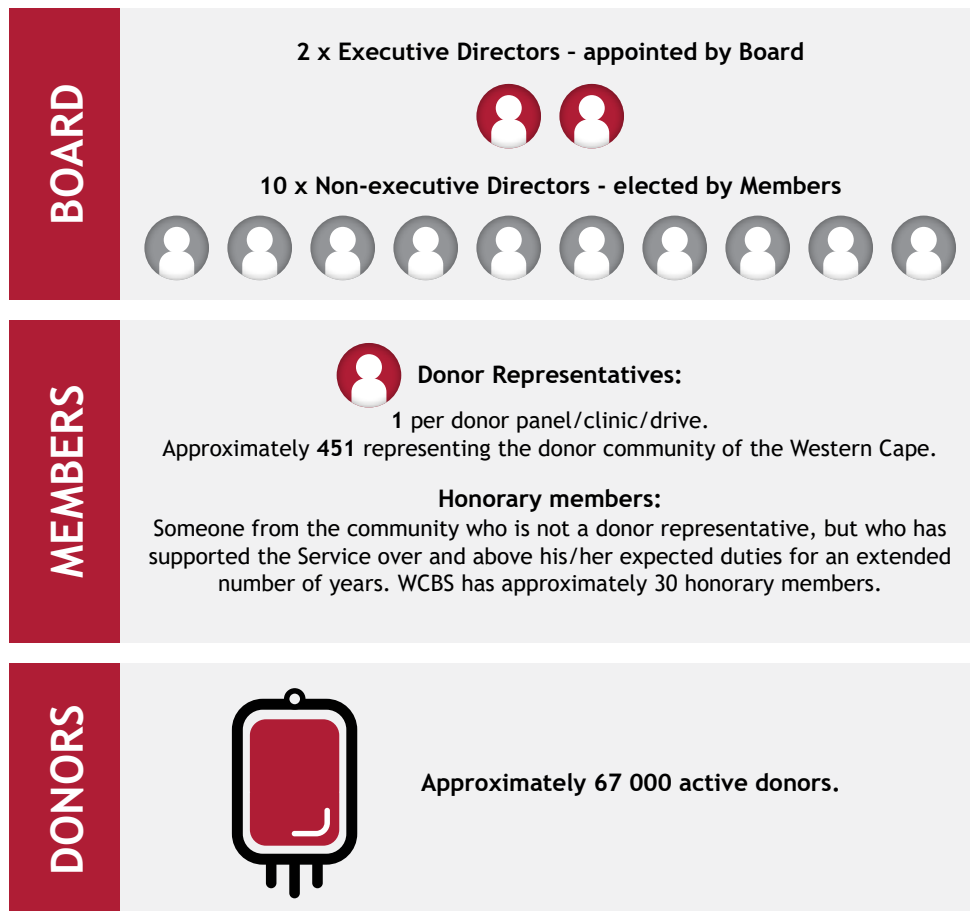 BOARD
2 x Executive Directors – appointed by Board
10 x Non-executive Directors - elected by Members
MEMBERS
Donor Representatives:
1 per donor panel/clinic/drive.
Approximately 451 representing the donor community of the Western Cape.
Honorary members:
Someone from the community who is not a donor representative, but who has
supported the Service over and above his/her expected duties for an extended
number of years. WCBS has approximately 30 honorary members.
DONORS
Approximately 67 000 active donors.